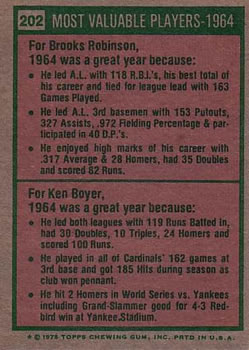 202 MOST VALUABLE PLAYERS-1964
For Brooks Robinson,
1964 was a great year because:
• He led A.L. with 118 R.B.I.'s, his best total
of his career and tied for league lead with 163
Games Played.
• He led A.L. 3rd basemen with 153 Putouts,
327 Assists, .972 Fielding Percentage & par-
ticipated in 40 D.P.'s.
• He enjoyed high marks of his career with
.317 Average & 28 Homers, had 35 Doubles
and scored 82 Runs.
For Ken Boyer,
1964 was a great year because:
• He led both leagues with 119 Runs Batted in,
had 30 Doubles, 10 Triples, 24 Homers and
scored 100 Runs.
• He played in all of Cardinals' 162 games at
3rd base and got 185 Hits during season as
club won pennant.
• He hit 2 Homers in World Series vs. Yankees
including Grand-Slammer good for 4-3 Red-
bird win at Yankee Stadium.
★ © 1975 TOPPS CHEWING GUM, INC. PRTD IN U.S.A.